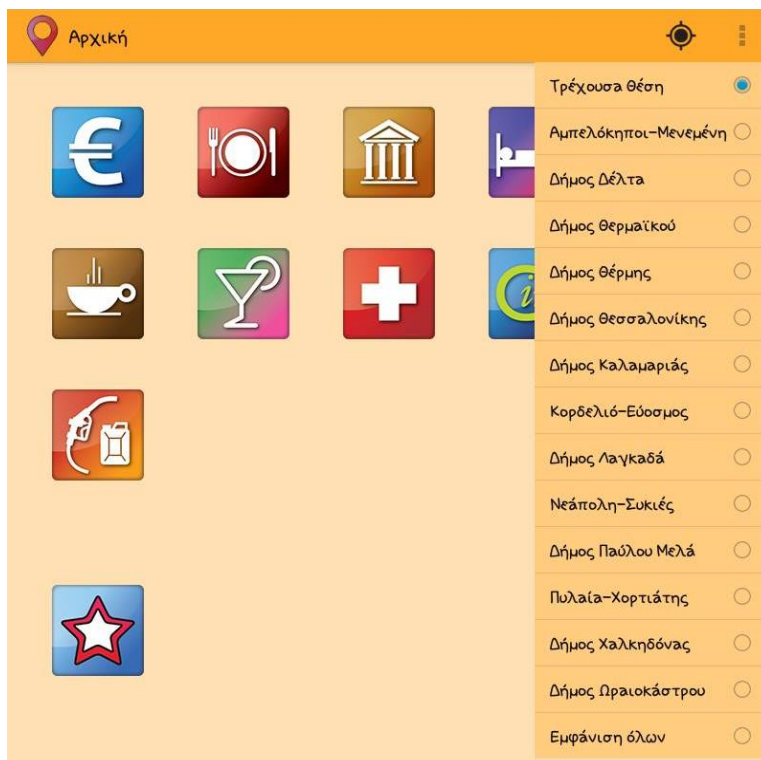 Αρχική
Τρέχουσα θέση
Αμπελόκηποι-Μενεμένη
Δήμος Δέλτα
Δήμος Θερμαϊκού
Δήμος Θέρμης
Δήμος Θεσσαλονίκης
Δήμος Καλαμαριάς
Κορδελιό-Εύοσμος
Δήμος Λαγκαδά
Νεάπολη-Συκιές
Δήμος Παύλου Μελά
Πυλαία-Χορτιάτης
Δήμος Χαλκηδόνας
Δήμος Ωραιοκάστρου
Εμφάνιση όλων